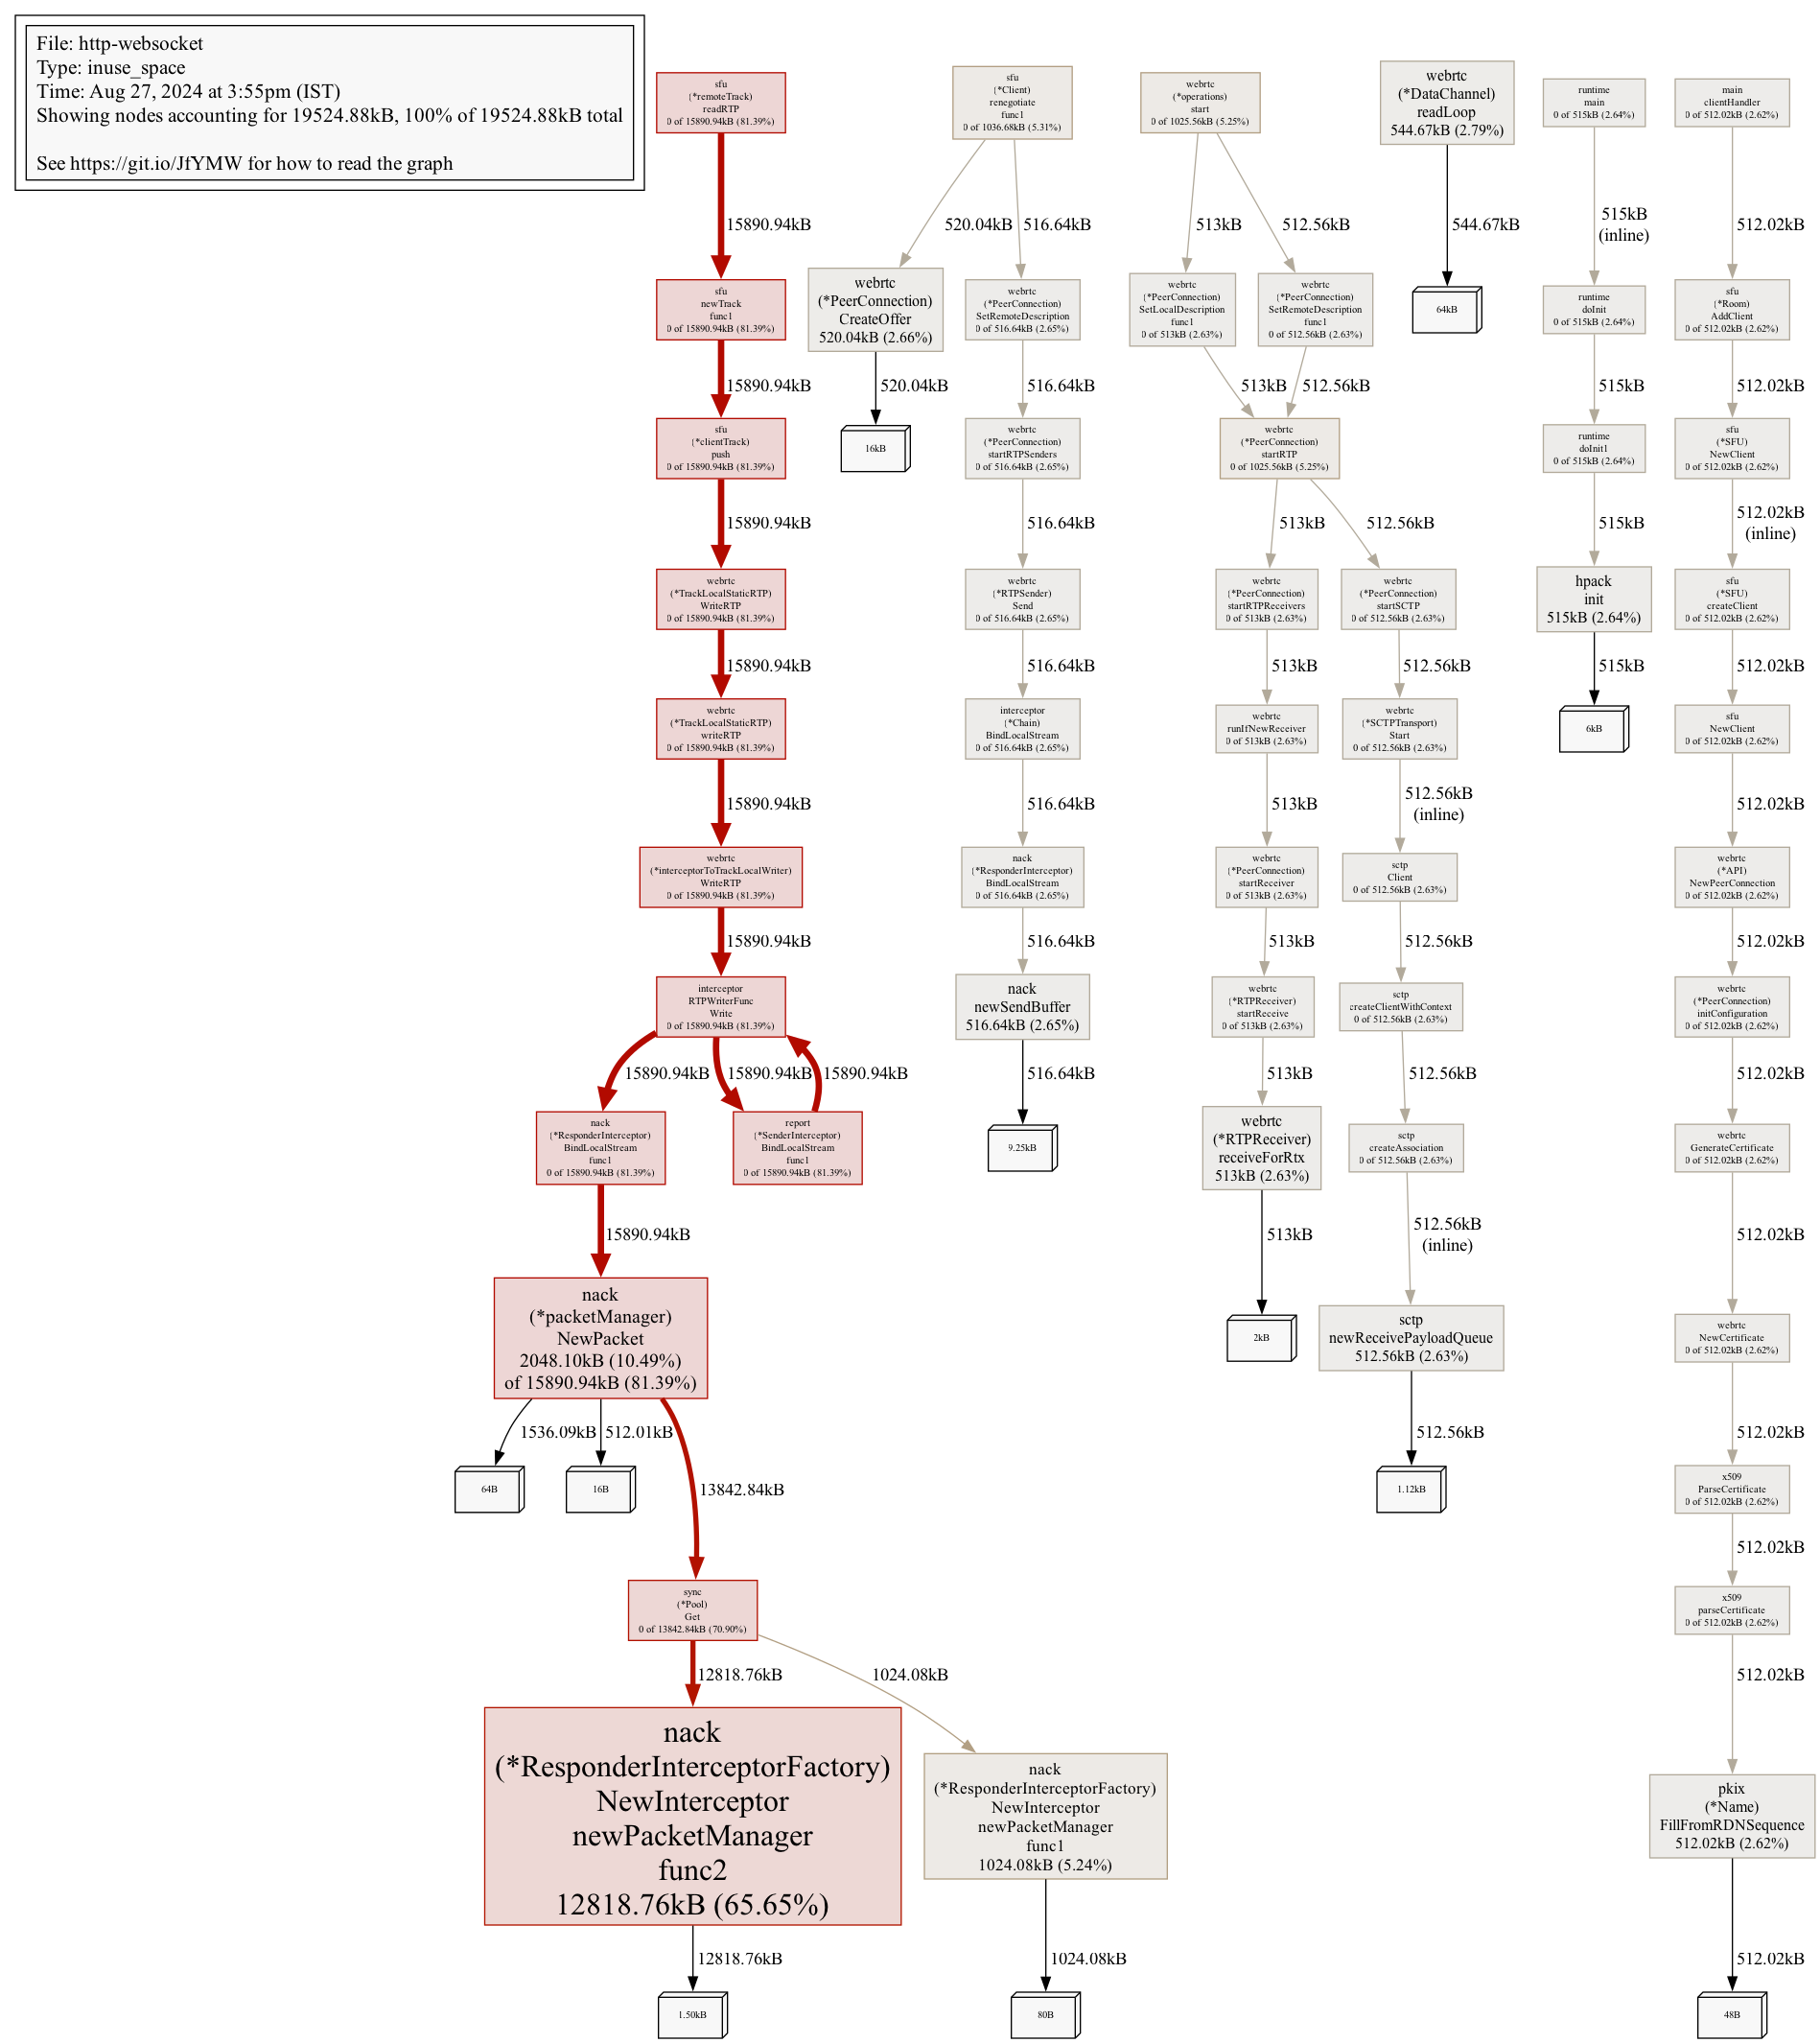 File: http-websocket
Type: inuse_space
Time: Aug 27, 2024 at 3:55pm (IST)
Showing nodes accounting for 19524.88kB, 100% of 19524.88kB total
See https://git.io/JfYMW for how to read the graph
sfu
(*remoteTrack)
readRTP
0 of 15890.94kB (81.39%)
15890.94kB
sfu
newTrack
func1
0 of 15890.94kB (81.39%)
15890.94kB
sfu
(*clientTrack)
push
0 of 15890.94kB (81.39%)
15890.94kB
webrtc
(*TrackLocalStaticRTP)
WriteRTP
0 of 15890.94kB (81.39%)
15890.94kB
webrtc
(*TrackLocalStaticRTP)
writeRTP
0 of 15890.94kB (81.39%)
15890.94kB
webrtc
(*interceptorToTrackLocalWriter)
WriteRTP
0 of 15890.94kB (81.39%)
15890.94kB
interceptor
RTPWriterFunc
Write
0 of 15890.94kB (81.39%)
15890.94kB
15890.94kB
15890.94kB
nack
(*ResponderInterceptor)
BindLocalStream
func1
0 of 15890.94kB (81.39%)
report
(*SenderInterceptor)
BindLocalStream
func1
0 of 15890.94kB (81.39%)
15890.94kB
nack
(*packetManager)
NewPacket
2048.10kB (10.49%)
of 15890.94kB (81.39%)
1536.09kB
512.01kB
64B
16B
13842.84kB
sync
(*Pool)
Get
0 of 13842.84kB (70.90%)
12818.76kB
1024.08kB
nack
(*ResponderInterceptorFactory)
NewInterceptor
newPacketManager
func2
12818.76kB (65.65%)
12818.76kB
1.50kB
nack
(*ResponderInterceptorFactory)
NewInterceptor
newPacketManager
func1
1024.08kB (5.24%)
1024.08kB
80B
sfu
(*Client)
renegotiate
func1
0 of 1036.68kB (5.31%)
520.04kB
516.64kB
webrtc
(*PeerConnection)
CreateOffer
520.04kB (2.66%)
520.04kB
16kB
webrtc
(*PeerConnection)
SetRemoteDescription
0 of 516.64kB (2.65%)
516.64kB
webrtc
(*PeerConnection)
startRTPSenders
0 of 516.64kB (2.65%)
516.64kB
webrtc
(*RTPSender)
Send
0 of 516.64kB (2.65%)
516.64kB
interceptor
(*Chain)
BindLocalStream
0 of 516.64kB (2.65%)
516.64kB
nack
(*ResponderInterceptor)
BindLocalStream
0 of 516.64kB (2.65%)
516.64kB
nack
newSendBuffer
516.64kB (2.65%)
516.64kB
9.25kB
webrtc
(*operations)
start
0 of 1025.56kB (5.25%)
513kB
512.56kB
webrtc
(*PeerConnection)
SetLocalDescription
func1
0 of 513kB (2.63%)
webrtc
(*PeerConnection)
SetRemoteDescription
func1
0 of 512.56kB (2.63%)
513kB
512.56kB
webrtc
(*PeerConnection)
startRTP
0 of 1025.56kB (5.25%)
513kB
512.56kB
webrtc
(*PeerConnection)
startRTPReceivers
0 of 513kB (2.63%)
513kB
webrtc
runIfNewReceiver
0 of 513kB (2.63%)
513kB
webrtc
(*PeerConnection)
startReceiver
0 of 513kB (2.63%)
513kB
webrtc
(*RTPReceiver)
startReceive
0 of 513kB (2.63%)
513kB
webrtc
(*RTPReceiver)
receiveForRtx
513kB (2.63%)
513kB
2kB
webrtc
(*PeerConnection)
startSCTP
0 of 512.56kB (2.63%)
512.56kB
webrtc
(*SCTPTransport)
Start
0 of 512.56kB (2.63%)
512.56kB
(inline)
sctp
Client
0 of 512.56kB (2.63%)
512.56kB
sctp
createClientWithContext
0 of 512.56kB (2.63%)
512.56kB
sctp
createAssociation
0 of 512.56kB (2.63%)
512.56kB
(inline)
sctp
newReceivePayloadQueue
512.56kB (2.63%)
512.56kB
1.12kB
webrtc
(*DataChannel)
readLoop
544.67kB (2.79%)
544.67kB
64kB
runtime
main
0 of 515kB (2.64%)
515kB
(inline)
runtime
doInit
0 of 515kB (2.64%)
515kB
runtime
doInit1
0 of 515kB (2.64%)
515kB
hpack
init
515kB (2.64%)
515kB
6kB
main
clientHandler
0 of 512.02kB (2.62%)
512.02kB
sfu
(*Room)
AddClient
0 of 512.02kB (2.62%)
512.02kB
sfu
(*SFU)
NewClient
0 of 512.02kB (2.62%)
512.02kB
(inline)
sfu
(*SFU)
createClient
0 of 512.02kB (2.62%)
512.02kB
sfu
NewClient
0 of 512.02kB (2.62%)
512.02kB
webrtc
(*API)
NewPeerConnection
0 of 512.02kB (2.62%)
512.02kB
webrtc
(*PeerConnection)
initConfiguration
0 of 512.02kB (2.62%)
512.02kB
webrtc
GenerateCertificate
0 of 512.02kB (2.62%)
512.02kB
webrtc
NewCertificate
0 of 512.02kB (2.62%)
512.02kB
x509
ParseCertificate
0 of 512.02kB (2.62%)
512.02kB
x509
parseCertificate
0 of 512.02kB (2.62%)
512.02kB
pkix
(*Name)
FillFromRDNSequence
512.02kB (2.62%)
512.02kB
48B